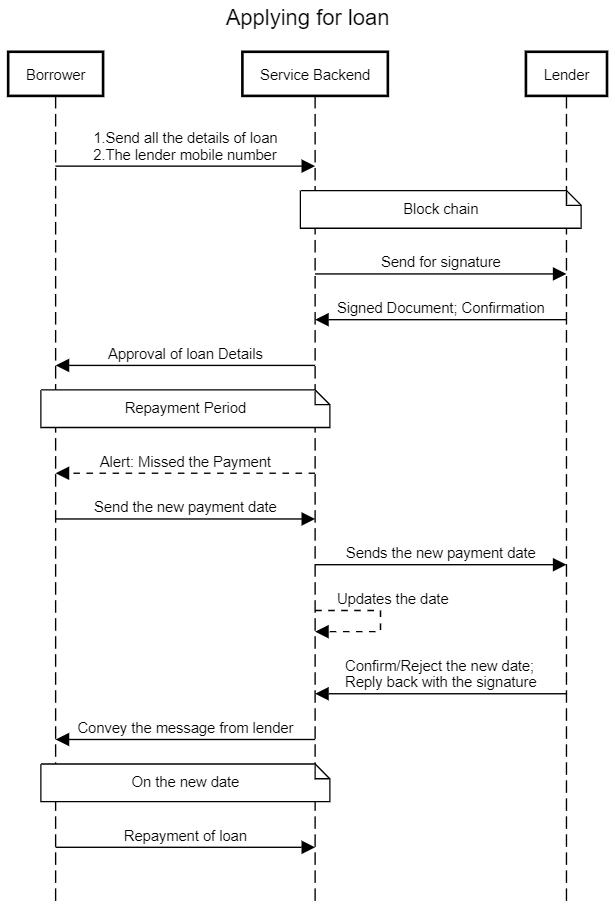 Applying for loan
Borrower
Service Backend
Lender
1.Send all the details of loan
2.The lender mobile number
Block chain
Send for signature
Signed Document; Confirmation
Approval of loan Details
Repayment Period
Alert: Missed the Payment
Send the new payment date
Sends the new payment date
Updates the date
Confirm/Reject the new date;
Reply back with the signature
Convey the message from lender
On the new date
Repayment of loan